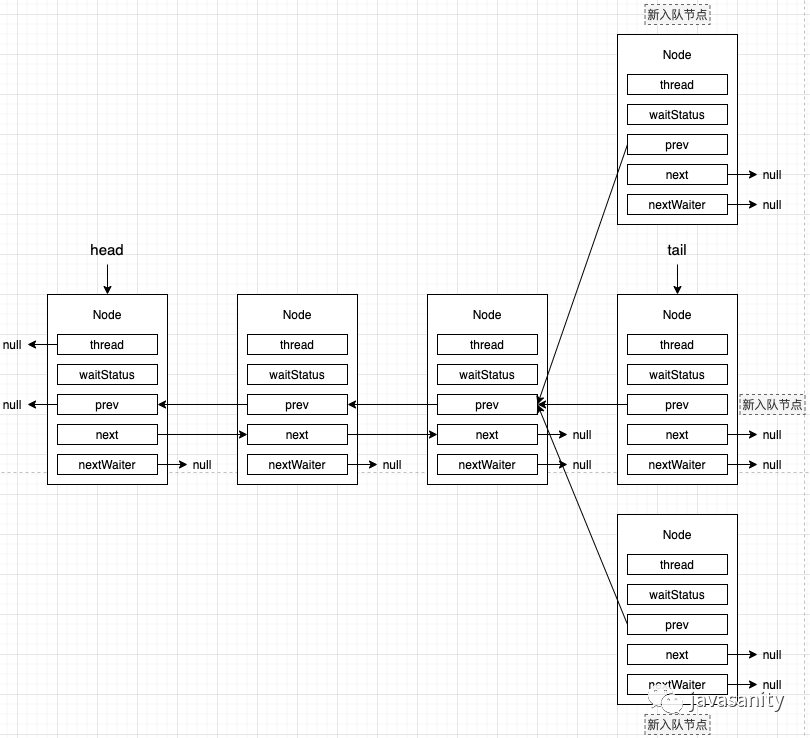 新入队节点
Node
thread
waitStatus
prev
next null
nextWaiter null
head tail
Node Node Node Node
null thread thread thread thread
waitStatus waitStatus waitStatus waitStatus
null prev prev prev prev 新入队节点
next next next null next null
nextWaiter null nextWaiter null nextWaiter null nextWaiter null
Node
thread
waitStatus
prev
next null
nextWaiter null
javasanity
新入队节点